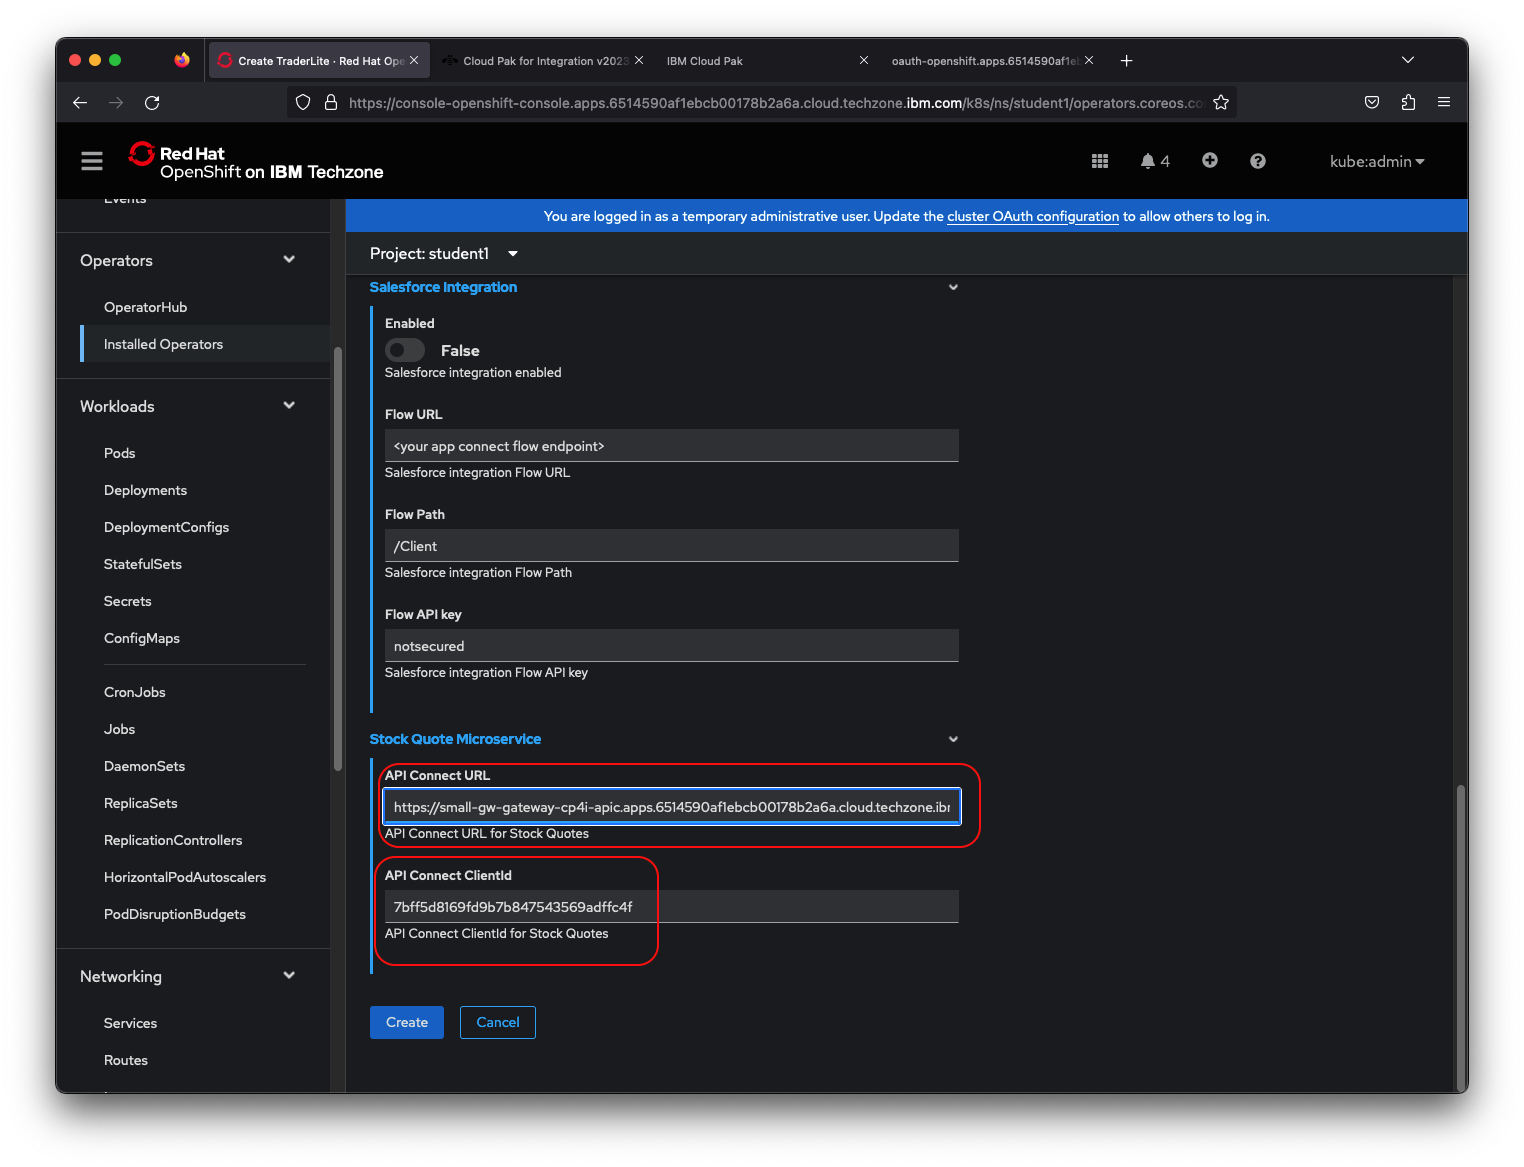 Create TraderLite · Red Hat Ope
Cloud Pak for Integration v2023
IBM Cloud Pak
oauth-openshift.apps.6514590af1eb
https://console-openshift-console.apps.6514590af1ebcb00178b2a6a.cloud.techzone.ibm.com/k8s/ns/student1/operators.coreos.co
Red Hat
OpenShift on IBM Techzone
4
kube:admin
Events
You are logged in as a temporary administrative user. Update the cluster OAuth configuration to allow others to log in.
Operators
OperatorHub
Installed Operators
Workloads
Pods
Deployments
DeploymentConfigs
StatefulSets
Secrets
ConfigMaps
CronJobs
Jobs
DaemonSets
ReplicaSets
ReplicationControllers
HorizontalPodAutoscalers
PodDisruptionBudgets
Networking
Services
Routes
Project: student1
Salesforce Integration
Enabled
False
Salesforce integration enabled
Flow URL
<your app connect flow endpoint>
Salesforce integration Flow URL
Flow Path
/Client
Salesforce integration Flow Path
Flow API key
notsecured
Salesforce integration Flow API key
Stock Quote Microservice
API Connect URL
https://small-gw-gateway-cp4i-apic.apps.6514590af1ebcb00178b2a6a.cloud.techzone.ibr
API Connect URL for Stock Quotes
API Connect ClientId
7bff5d8169fd9b7b847543569adffc4f
API Connect ClientId for Stock Quotes
Create
Cancel